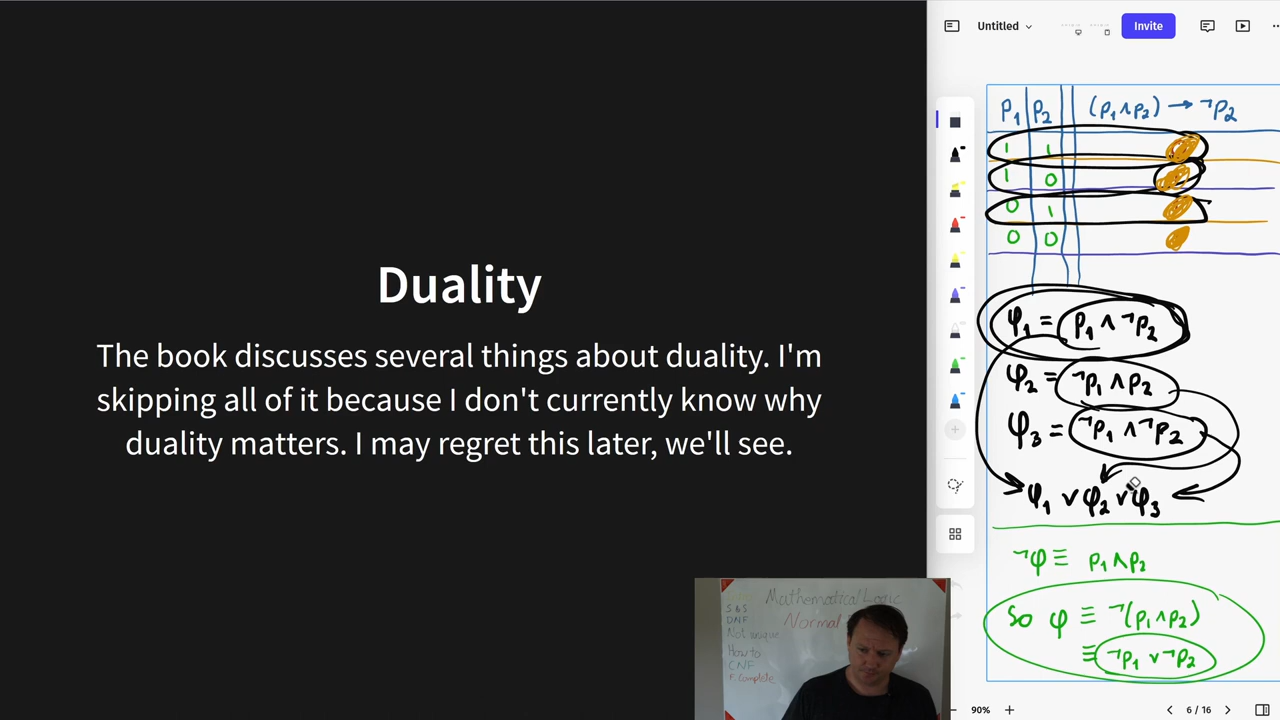 Duality
The book discusses several things about duality. I'm
skipping all of it because I don't currently know why
duality matters. I may regret this later, we'll see.
Untitled
Invite
P₁ P₂ (P₁ ∧ P₂) → ¬P₂
1 1
1 0
0 1
0 0
φ₁ = P₁ ∧ ¬P₂
φ₂ = ¬P₁ ∧ P₂
φ₃ = ¬P₁ ∧ ¬P₂
φ₁ ∨ φ₂ ∨ φ₃
¬φ ≡ P₁ ∧ P₂
So φ ≡ ¬(P₁ ∧ P₂)
≡ ¬P₁ ∨ ¬P₂
Mathematical Logic
Normal
S&S
DNF
Not unique
How to
CNF
F. Complete
90%
6 / 16